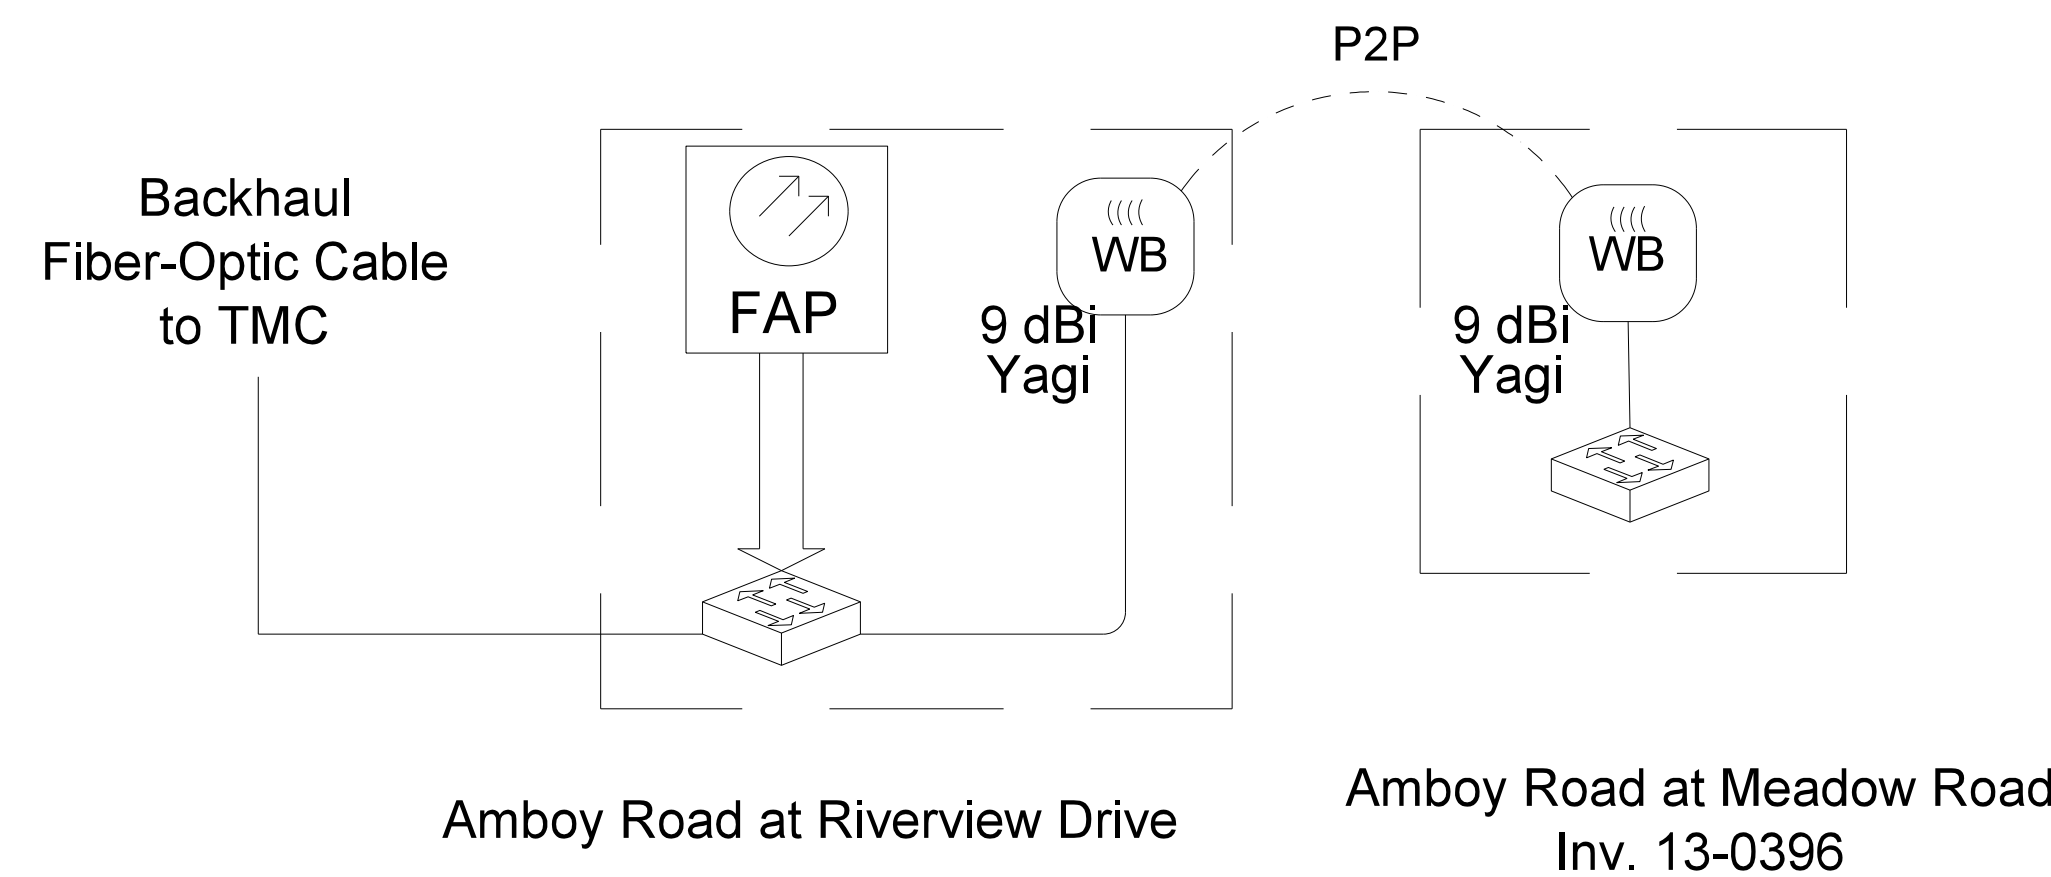 P2P
Backhaul
Fiber-Optic Cable
to TMC
FAP
WB
9 dBi
Yagi
WB
9 dBi
Yagi
Amboy Road at Riverview Drive
Amboy Road at Meadow Road
Inv. 13-0396